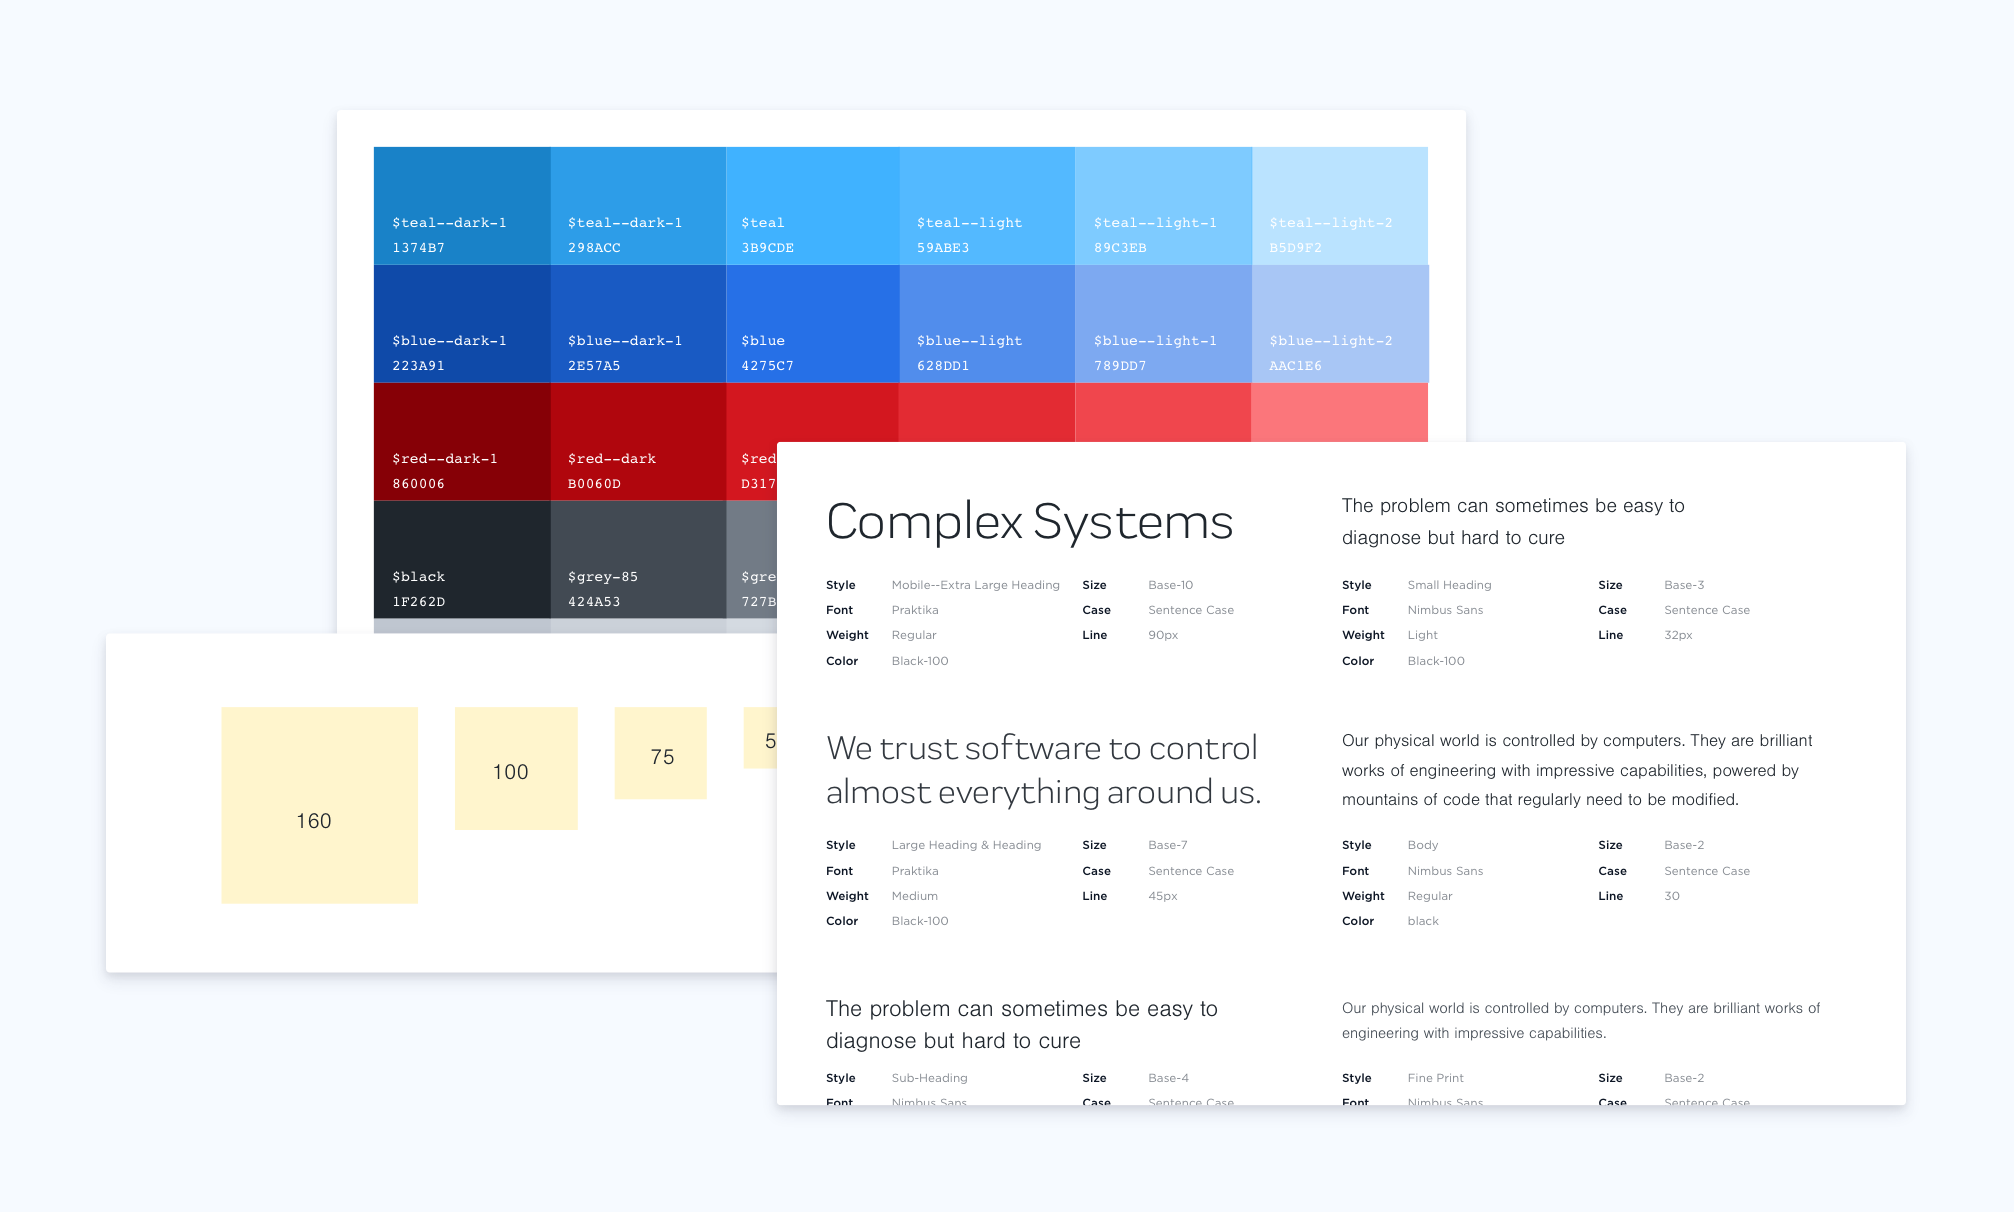 $teal--dark-1 $teal--dark-1 $teal $teal--light $teal--light-1 $teal--light-2
1374B7 298ACC 3B9CDE 59ABE3 89C3EB B5D9F2
$blue--dark-1 $blue--dark-1 $blue $blue--light $blue--light-1 $blue--light-2
223A91 2E57A5 4275C7 628DD1 789DD7 AAC1E6
$red--dark-1 $red--dark $red
860006 B0060D D317
$black $grey-85 $gre
1F262D 424A53 727B
160 100 75 5
Complex Systems
Style Mobile--Extra Large Heading Size Base-10
Font Praktika Case Sentence Case
Weight Regular Line 90px
Color Black-100
The problem can sometimes be easy to
diagnose but hard to cure
Style Small Heading Size Base-3
Font Nimbus Sans Case Sentence Case
Weight Light Line 32px
Color Black-100
We trust software to control
almost everything around us.
Style Large Heading & Heading Size Base-7
Font Praktika Case Sentence Case
Weight Medium Line 45px
Color Black-100
Our physical world is controlled by computers. They are brilliant
works of engineering with impressive capabilities, powered by
mountains of code that regularly need to be modified.
Style Body Size Base-2
Font Nimbus Sans Case Sentence Case
Weight Regular Line 30
Color black
The problem can sometimes be easy to
diagnose but hard to cure
Style Sub-Heading Size Base-4
Font Nimbus Sans Case Sentence Case
Our physical world is controlled by computers. They are brilliant works of
engineering with impressive capabilities.
Style Fine Print Size Base-2
Font Nimbus Sans Case Sentence Case